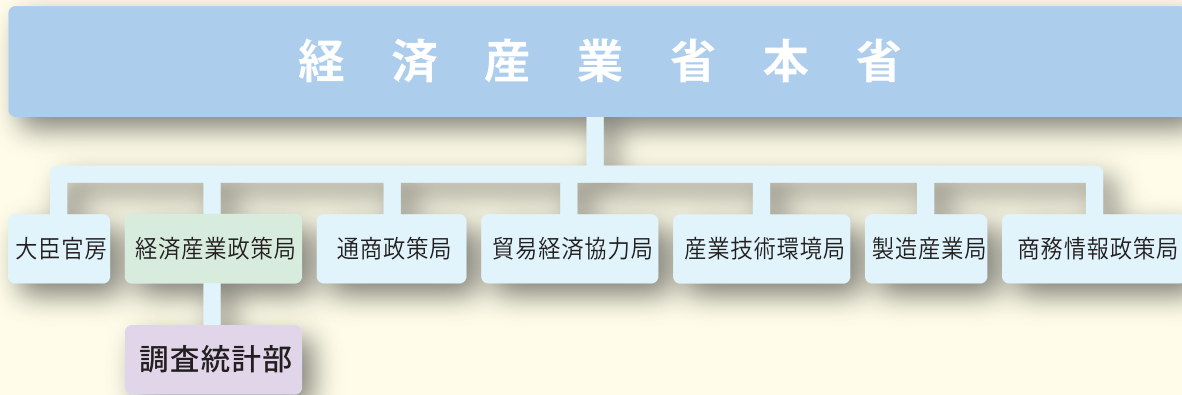 経済産業省本省
大臣官房
経済産業政策局
通商政策局
貿易経済協力局
産業技術環境局
製造産業局
商務情報政策局
調査統計部